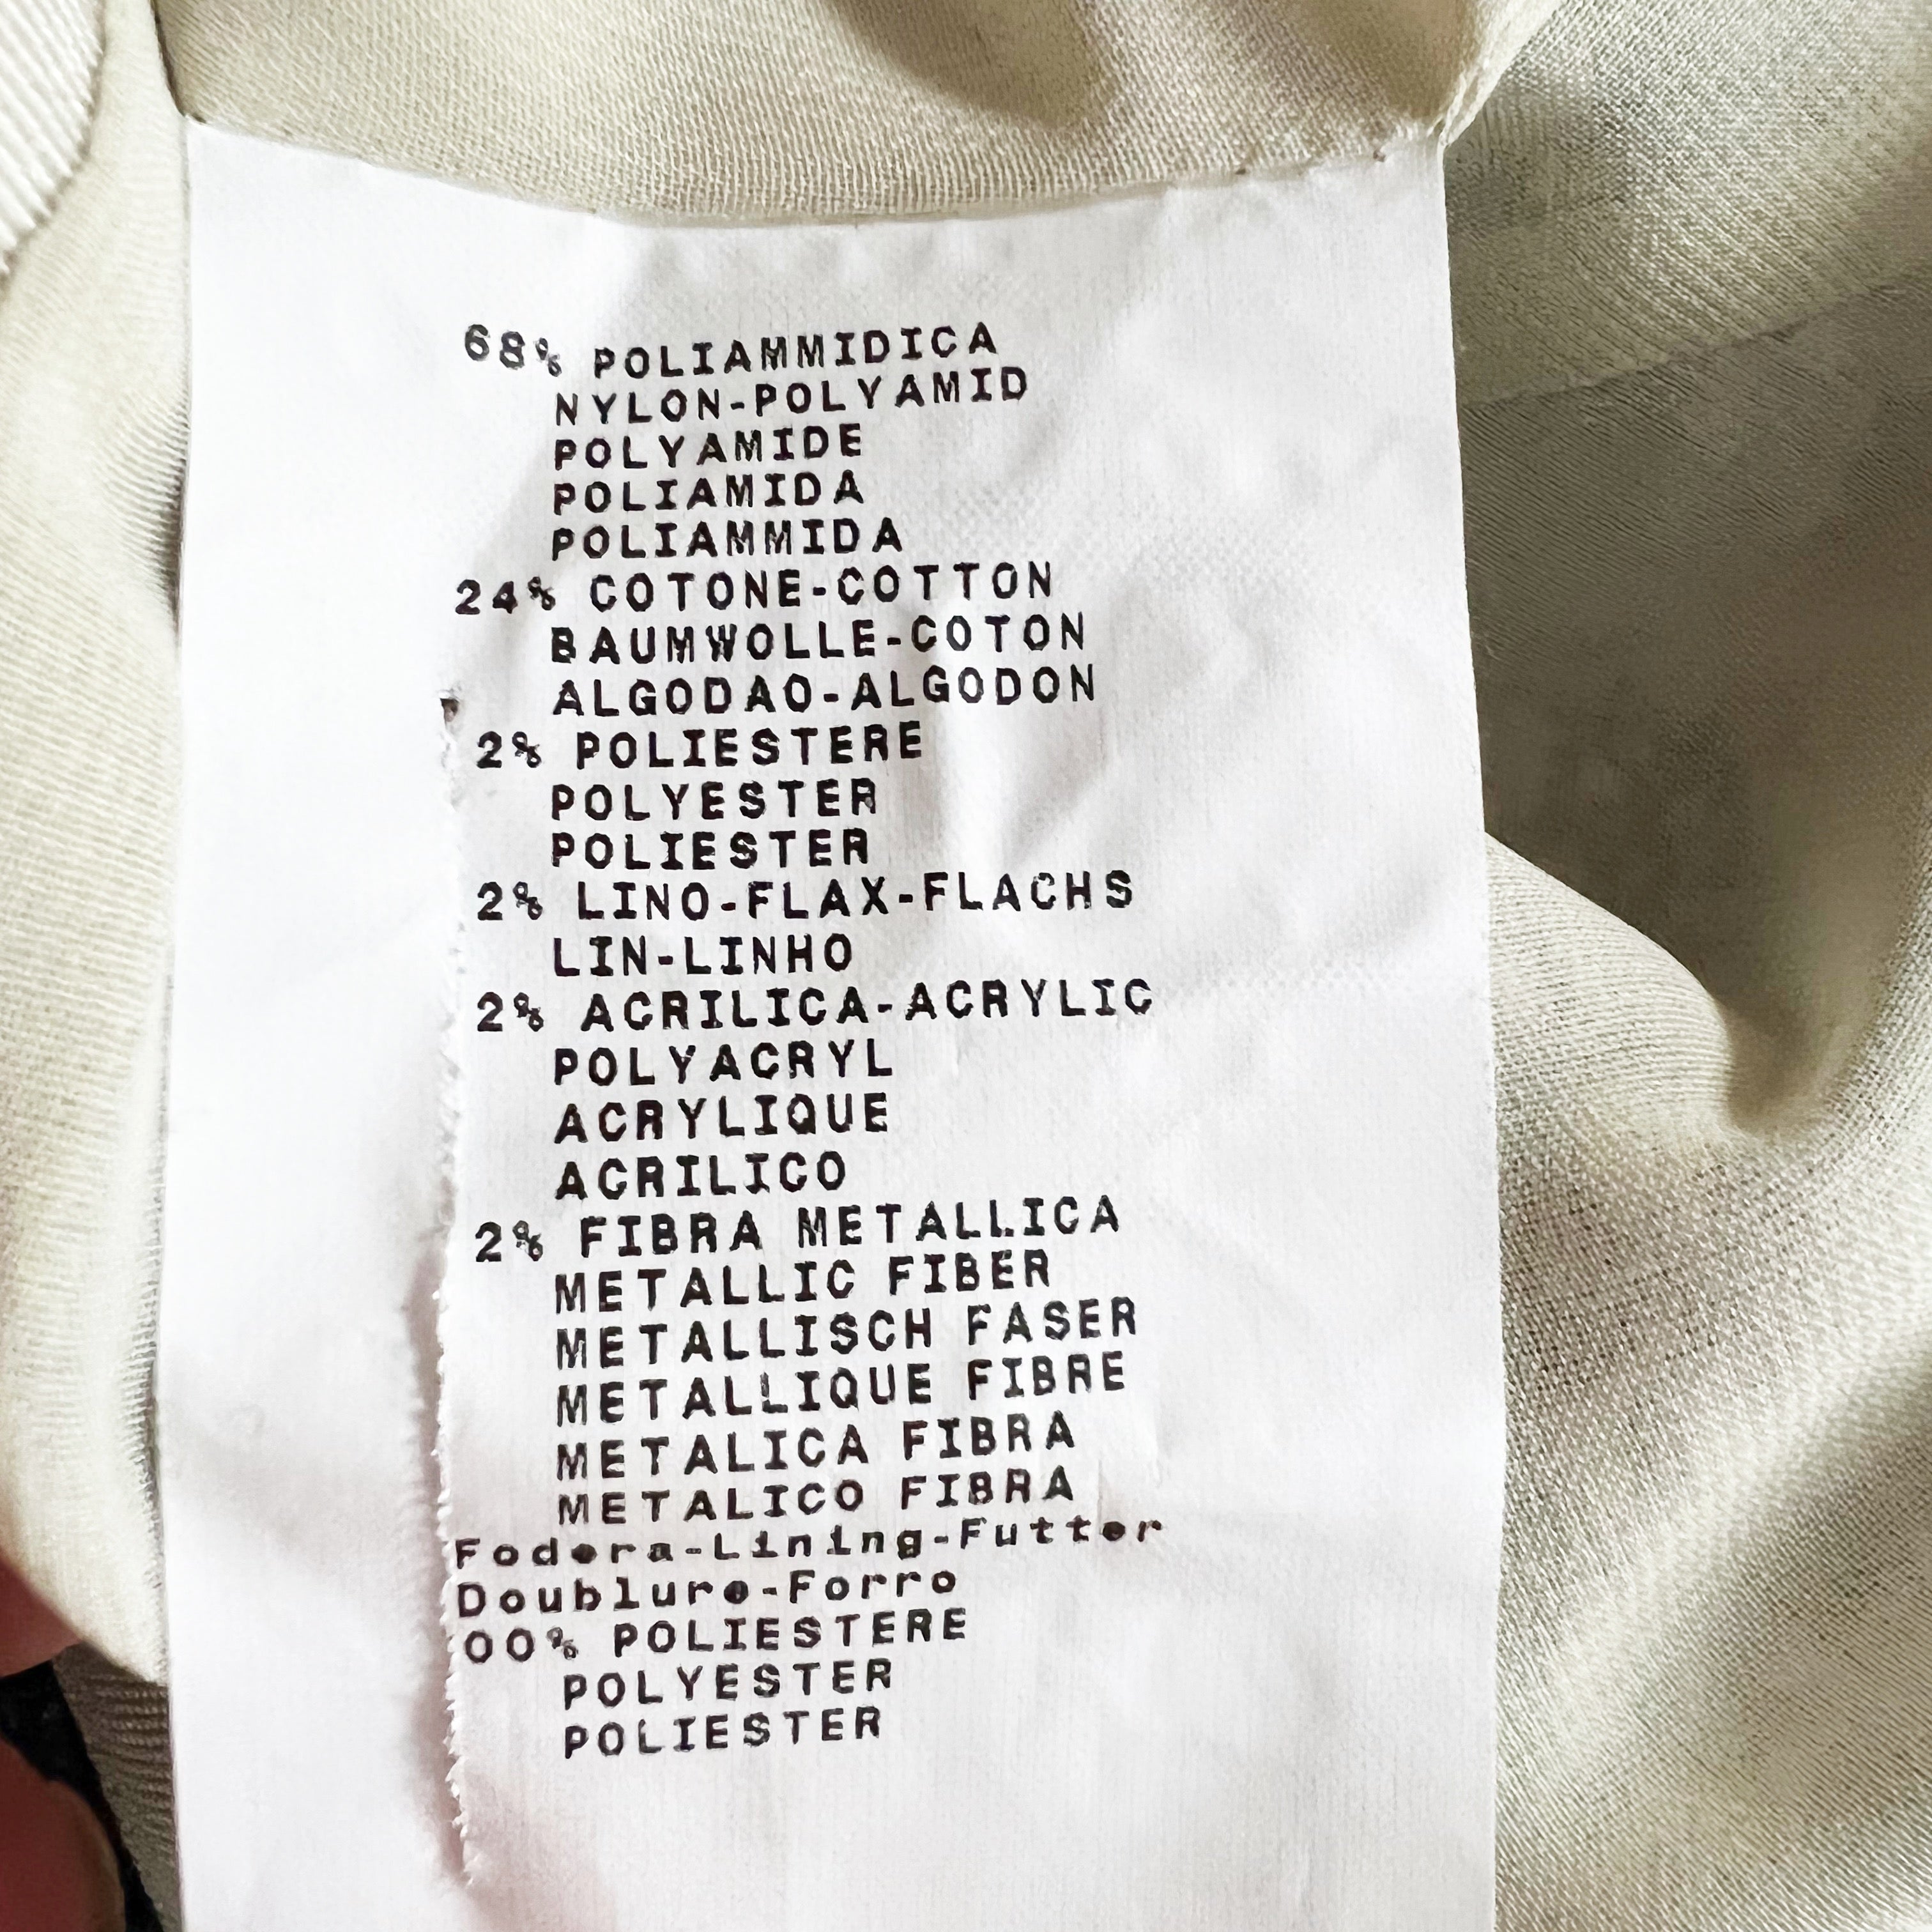 68% POLIAMMIDICA
NYLON-POLYAMID
POLYAMIDE
POLIAMIDA
POLIAMMIDA
24% COTONE-COTTON
BAUMWOLLE-COTON
ALGODAO-ALGODON
2% POLIESTERE
POLYESTER
POLIESTER
2% LINO-FLAX-FLACHS
LIN-LINHO
2% ACRILICA-ACRYLIC
POLYACRYL
ACRYLIQUE
ACRILICO
2% FIBRA METALLICA
METALLIC FIBER
METALLISCH FASER
METALLIQUE FIBRE
METALICA FIBRA
METALICO FIBRA
Fodera-Lining-Futter
Doublure-Forro
00% POLIESTERE
POLYESTER
POLIESTER